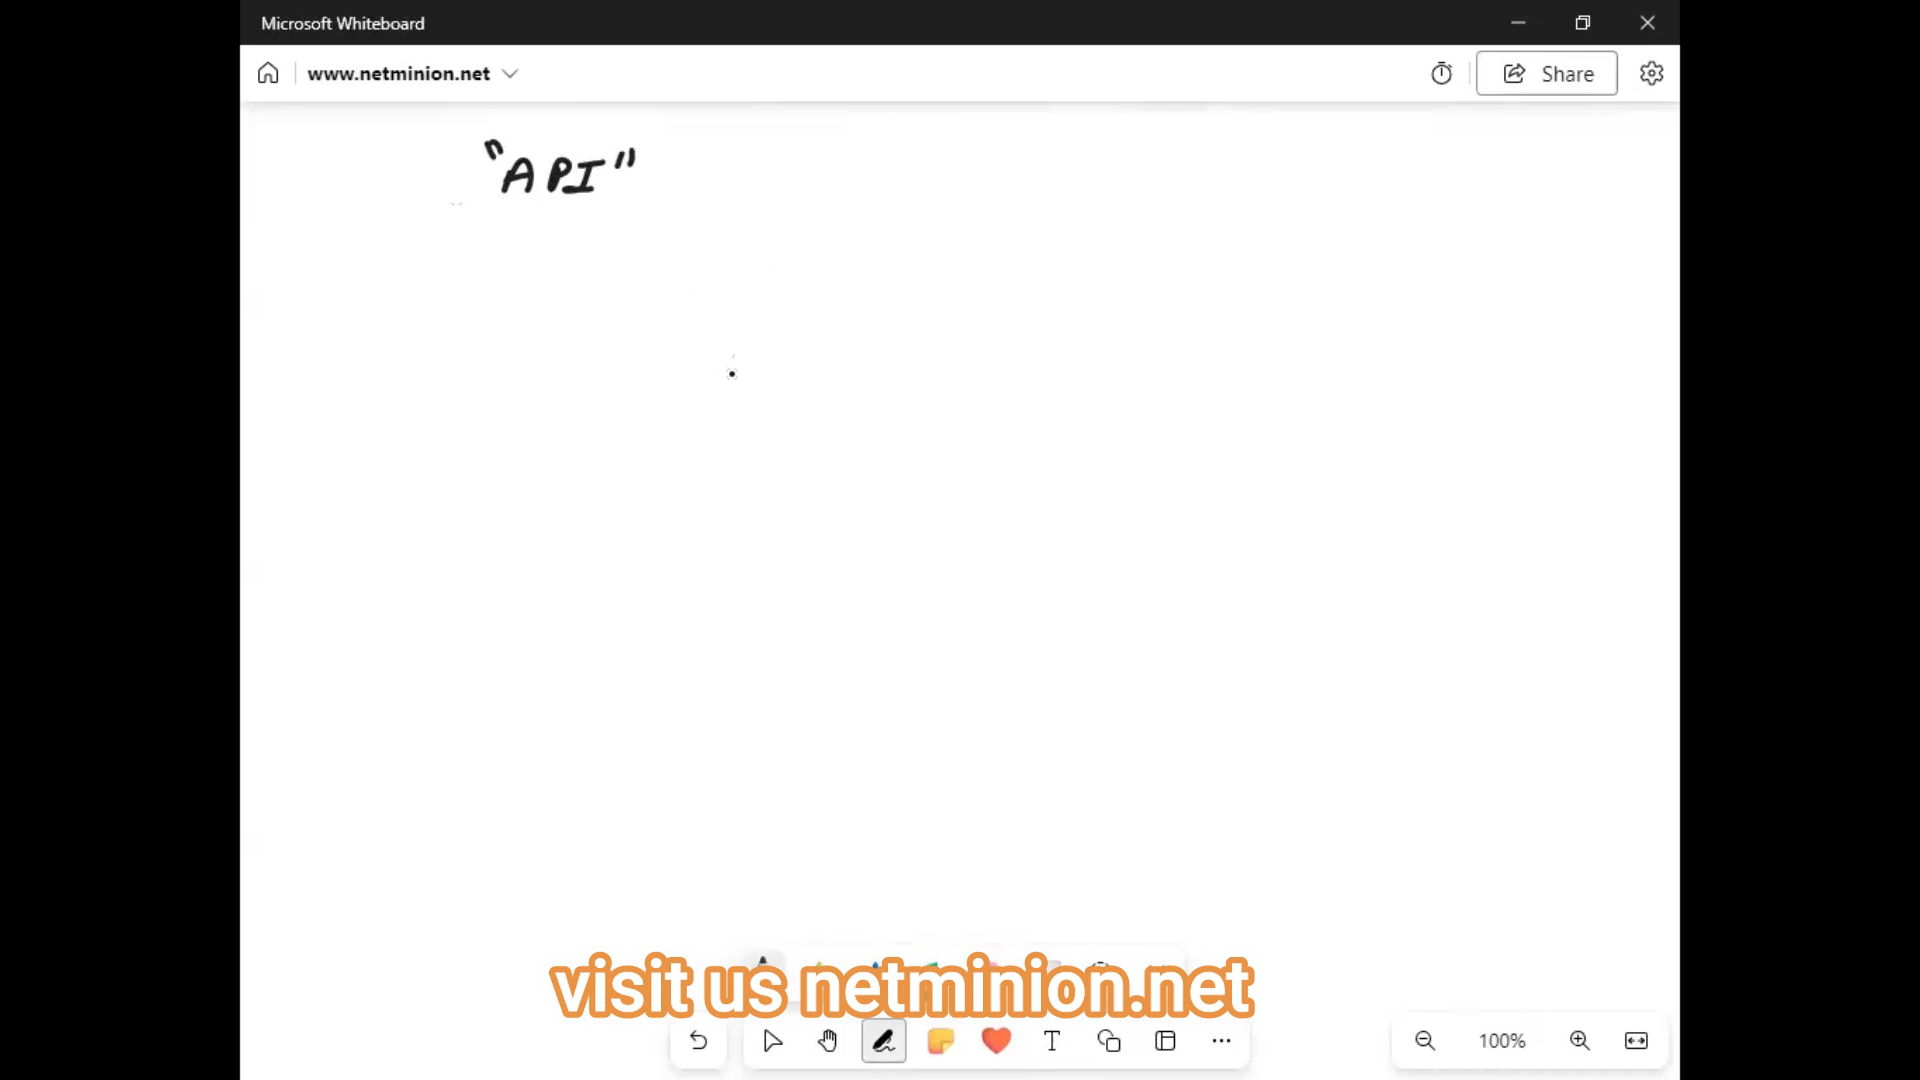 Microsoft Whiteboard
www.netminion.net
Share
"API"
visit us netminion.net
100%